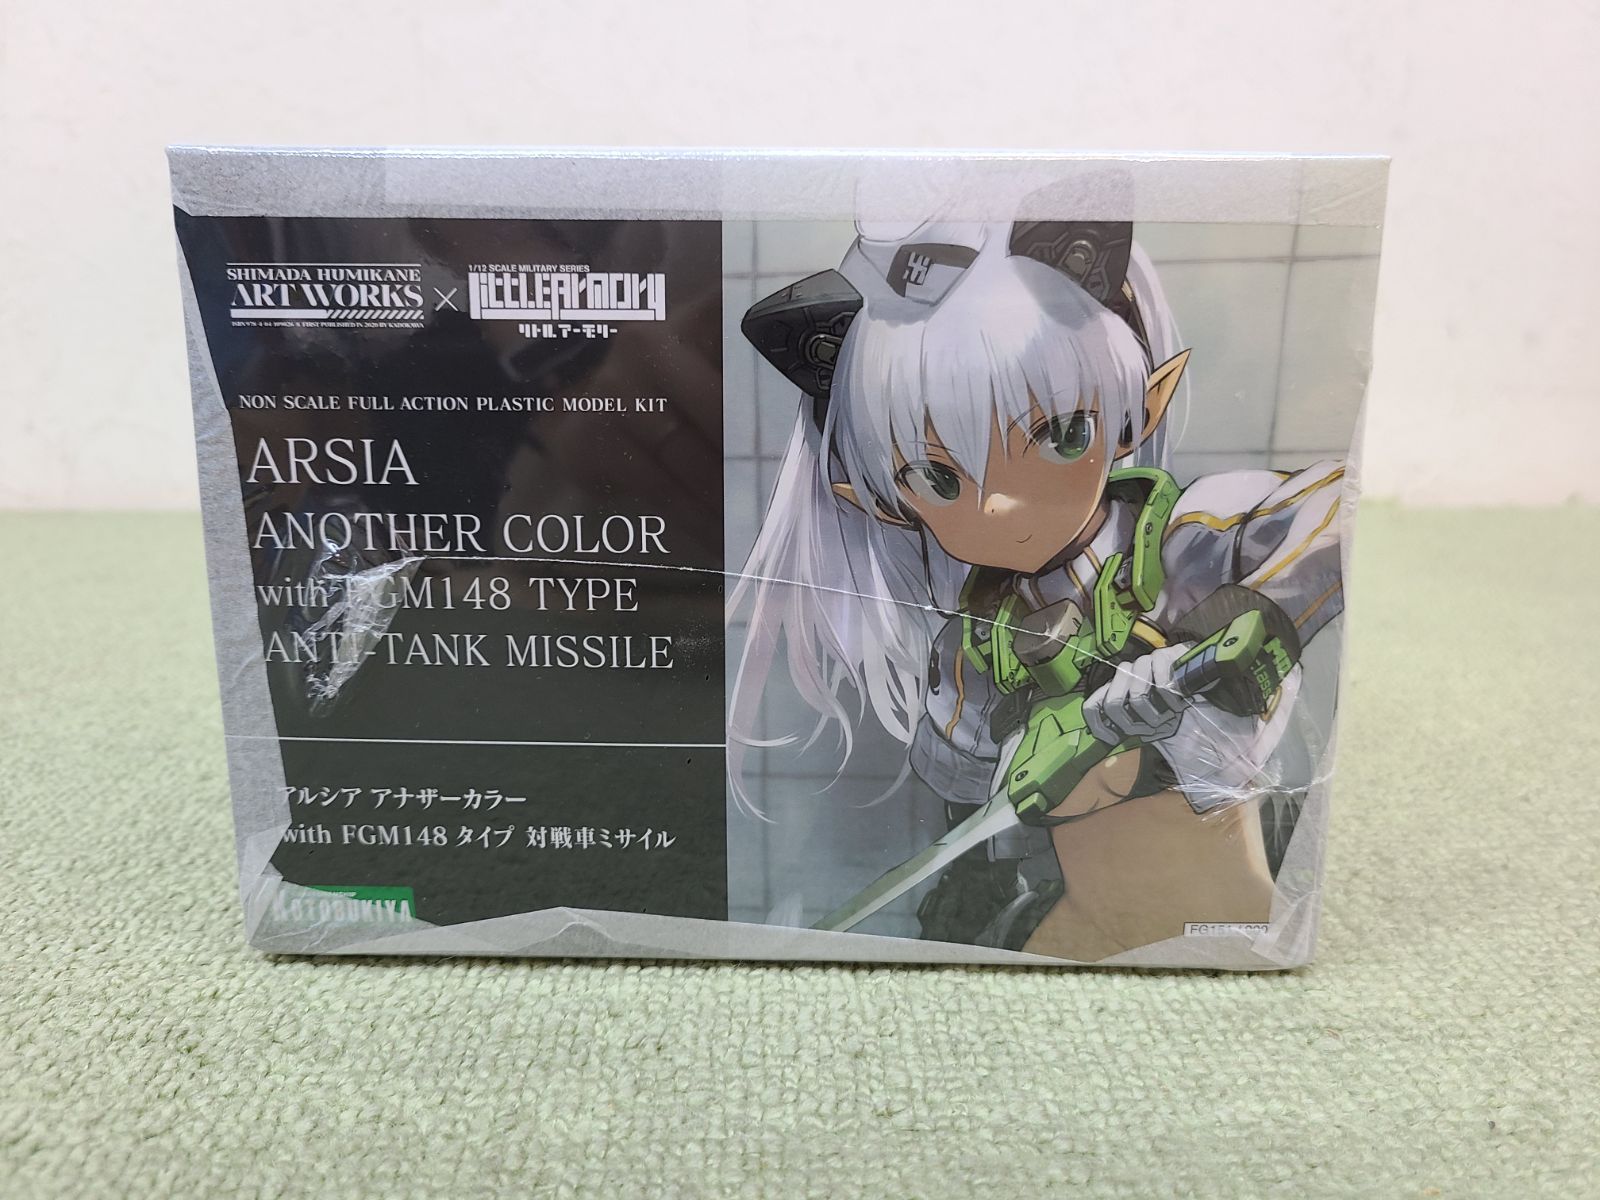 SHIMADA HUMIKANE
ART WORKS
×
1/12 SCALE MILITARY SERIES
LittLEARMORy
リトルアーモリー
NON SCALE FULL ACTION PLASTIC MODEL KIT
ARSIA
ANOTHER COLOR
with FGM148 TYPE
ANTI-TANK MISSILE
アルシア アナザーカラー
with FGM148 タイプ 対戦車ミサイル
KOTOBUKIYA